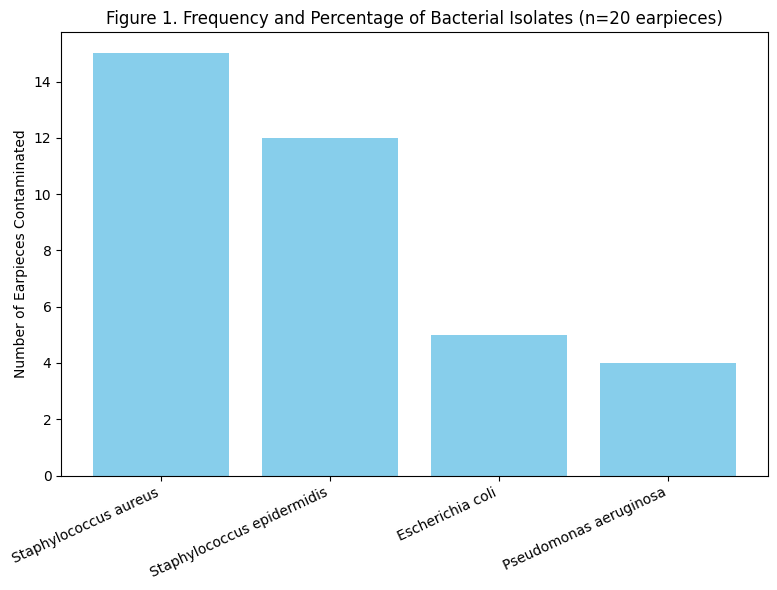 Figure 1. Frequency and Percentage of Bacterial Isolates (n=20 earpieces)
Number of Earpieces Contaminated
14
12
10
8
6
4
2
0
Staphylococcus aureus
Staphylococcus epidermidis
Escherichia coli
Pseudomonas aeruginosa